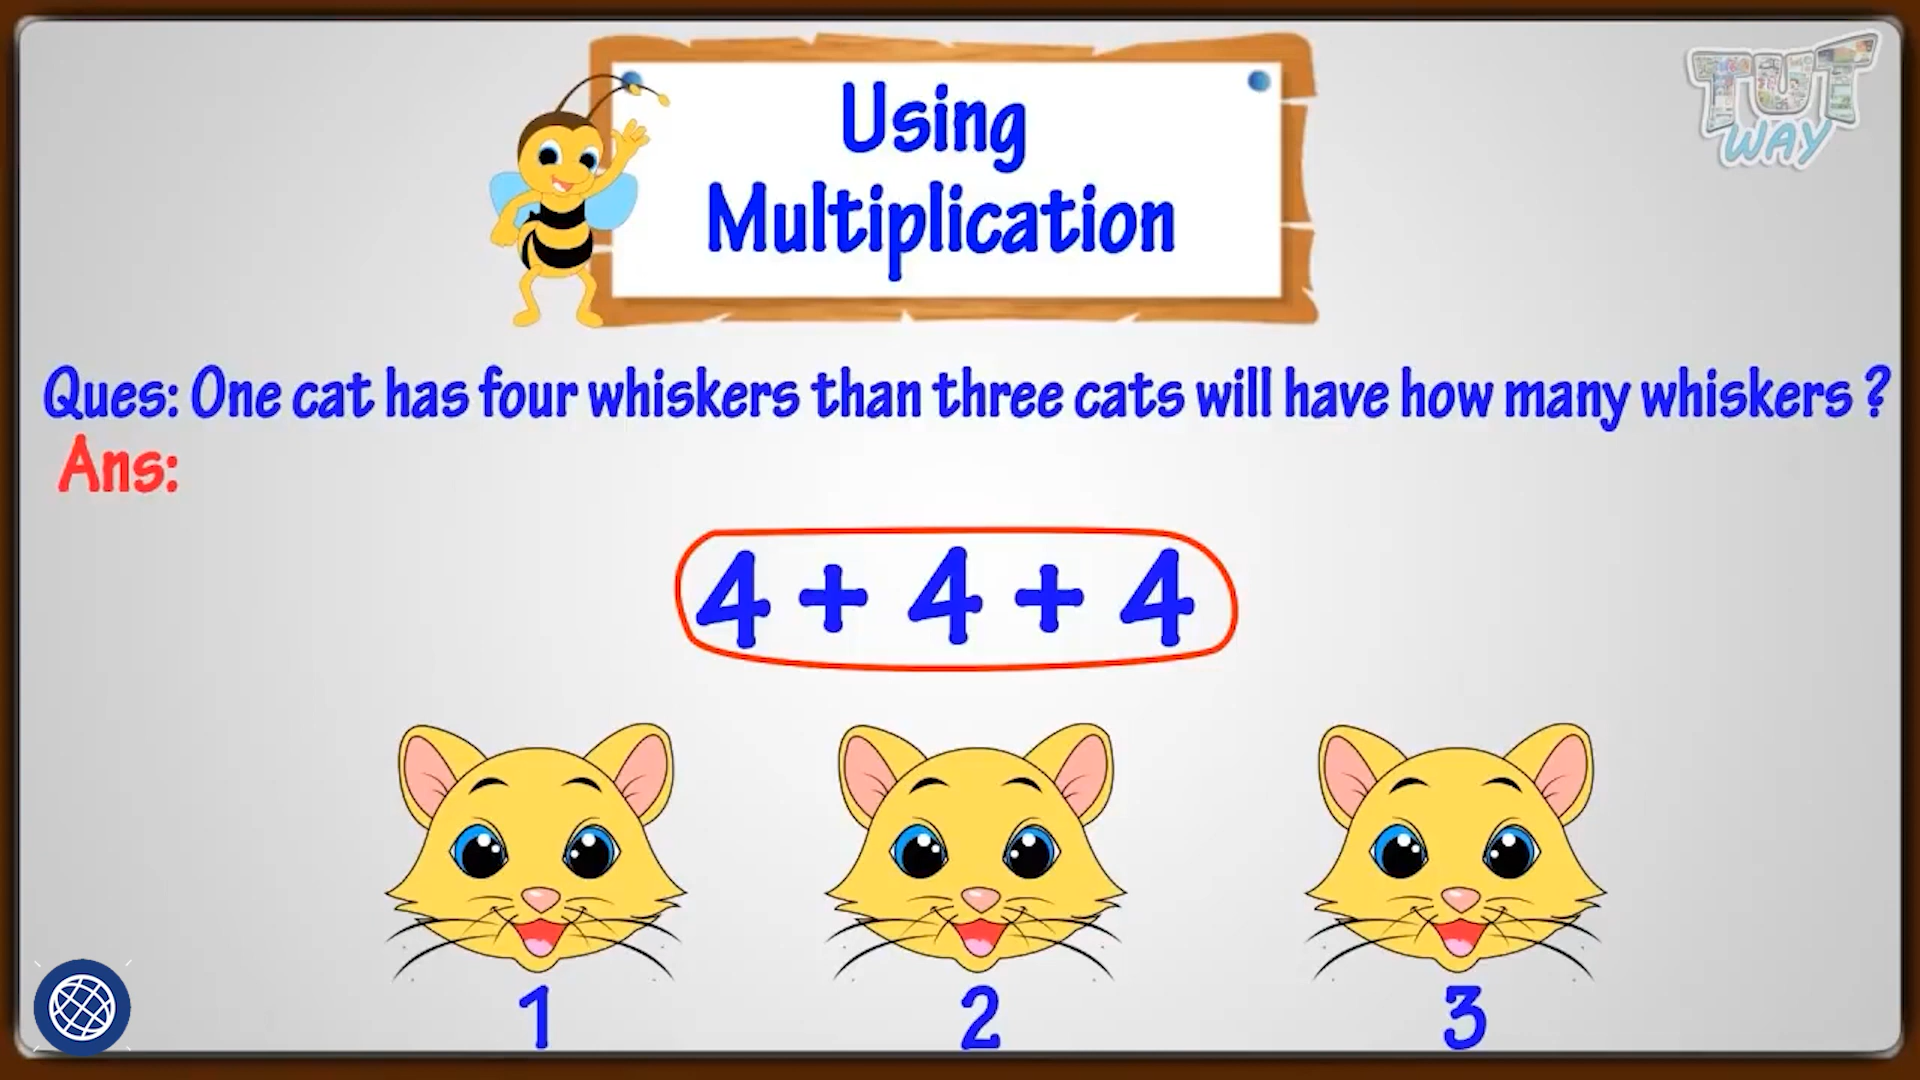 TUT
WAY
Using
Multiplication
Ques: One cat has four whiskers than three cats will have how many whiskers ?
Ans:
4 + 4 + 4
1 2 3